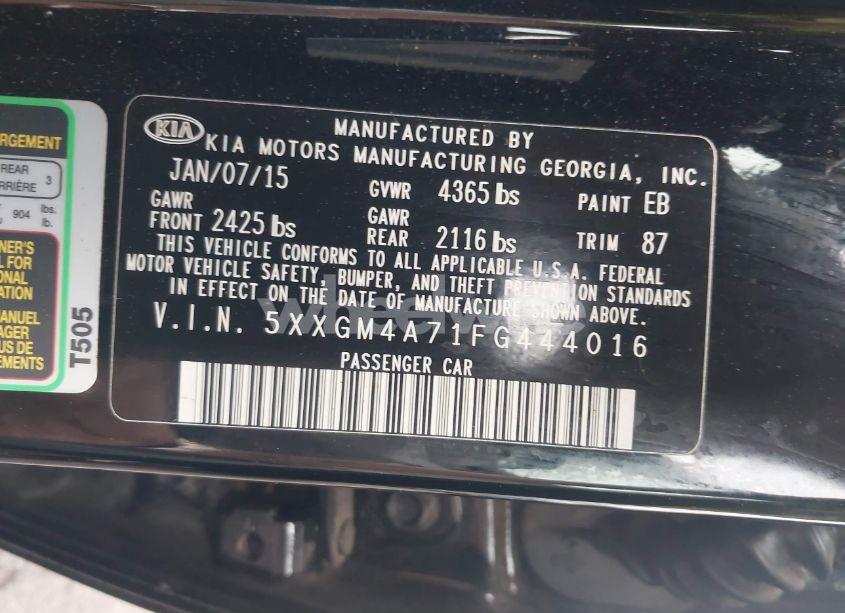 KIA
MANUFACTURED BY
KIA MOTORS MANUFACTURING GEORGIA, INC.
JAN/07/15 GVWR 4365 lbs PAINT EB
GAWR FRONT 2425 lbs GAWR REAR 2116 lbs TRIM 87
THIS VEHICLE CONFORMS TO ALL APPLICABLE U.S.A. FEDERAL
MOTOR VEHICLE SAFETY, BUMPER, AND THEFT PREVENTION STANDARDS
IN EFFECT ON THE DATE OF MANUFACTURE SHOWN ABOVE.
V.I.N. 5XXGM4A71FG444016
PASSENGER CAR
RGEMENT
REAR 3
RRIÈRE
904 lbs.
lb.
NER'S
L FOR
ONAL
ATION
ANUEL
AGER
US DE
MENTS
T505